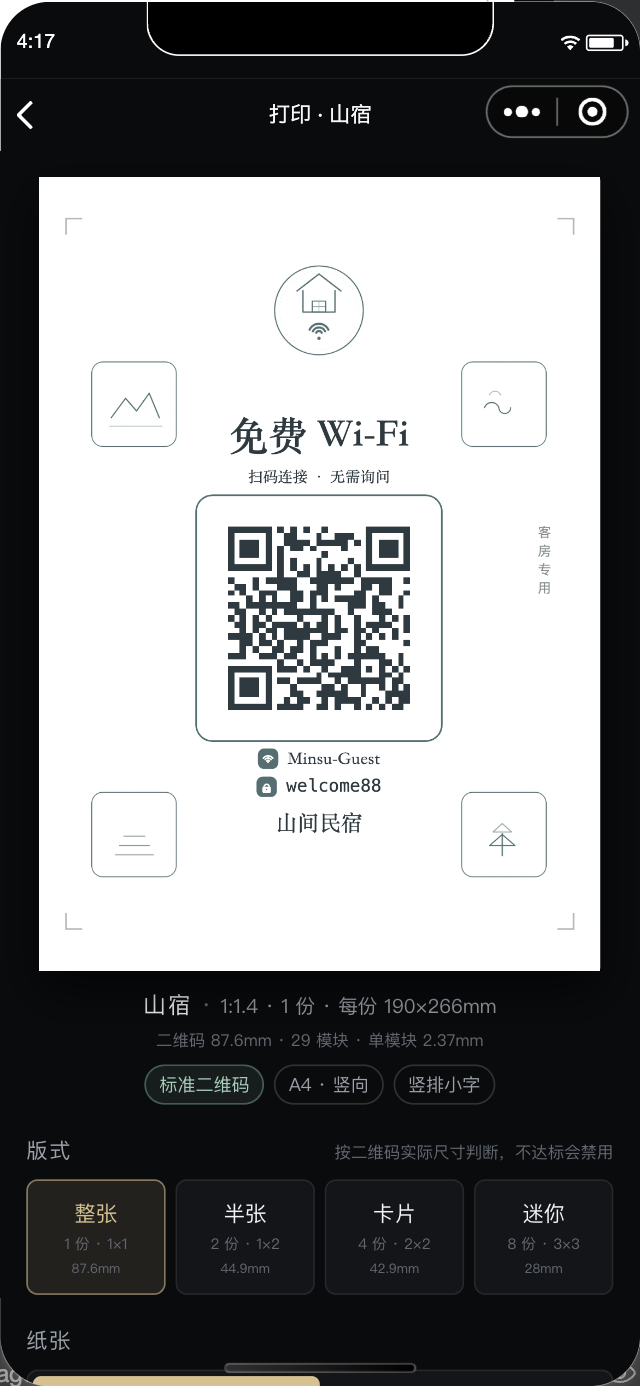 4:17
打印 · 山宿
免费 Wi-Fi
扫码连接 · 无需询问
客房专用
Minsu-Guest
welcome88
山间民宿
山宿 · 1:1.4 · 1 份 · 每份 190×266mm
二维码 87.6mm · 29 模块 · 单模块 2.37mm
标准二维码 A4 · 竖向 竖排小字
版式 按二维码实际尺寸判断，不达标会禁用
整张 半张 卡片 迷你
1 份 · 1×1 2 份 · 1×2 4 份 · 2×2 8 份 · 3×3
87.6mm 44.9mm 42.9mm 28mm
纸张